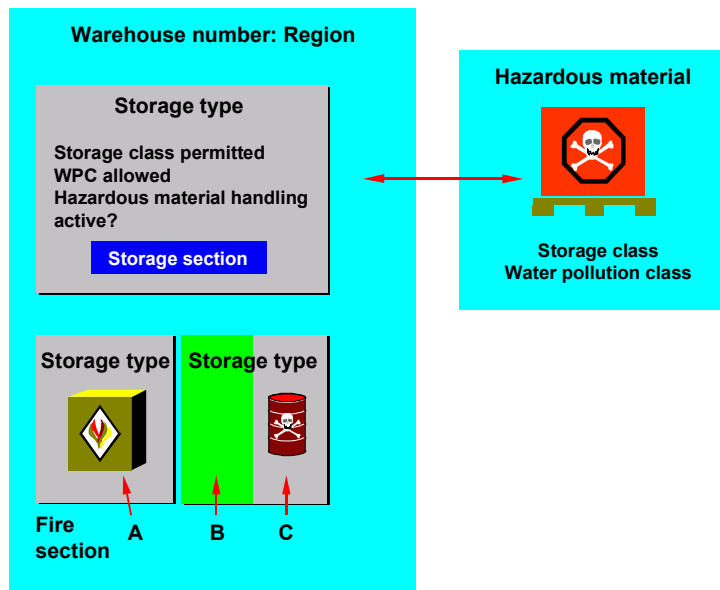 Warehouse number: Region
Storage type
Storage class permitted
WPC allowed
Hazardous material handling
active?
Storage section
Storage type
Storage type
Fire
section
A
B
C
Hazardous material
Storage class
Water pollution class